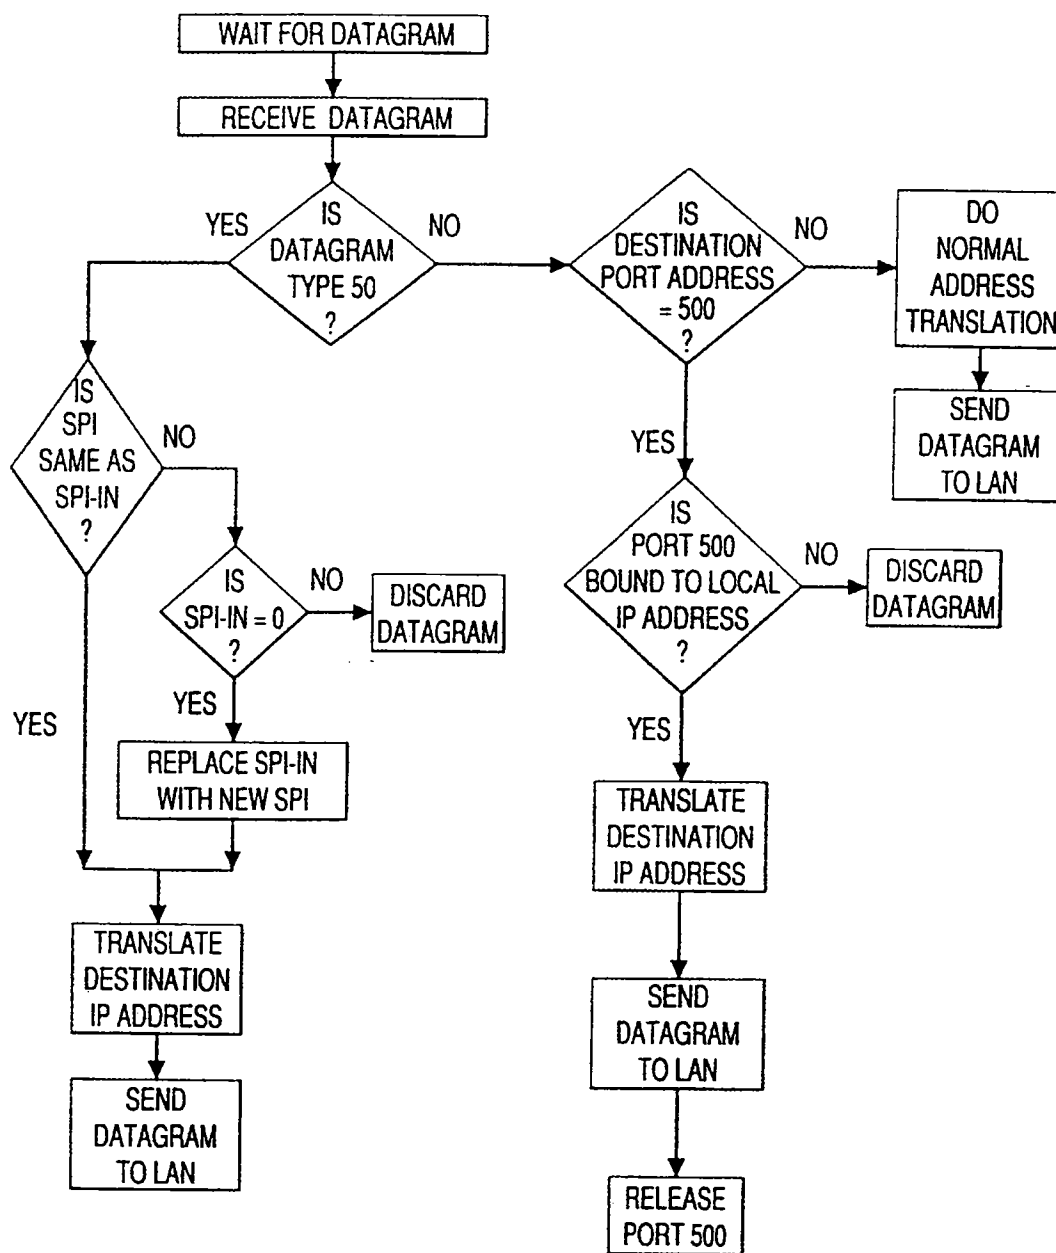 WAIT FOR DATAGRAM
RECEIVE DATAGRAM
YES
IS
DATAGRAM
TYPE 50
?
NO
IS
DESTINATION
PORT ADDRESS
= 500
?
NO
DO
NORMAL
ADDRESS
TRANSLATION
SEND
DATAGRAM
TO LAN
IS
SPI
SAME AS
SPI-IN
?
NO
YES
IS
SPI-IN = 0
?
NO
DISCARD
DATAGRAM
YES
REPLACE SPI-IN
WITH NEW SPI
TRANSLATE
DESTINATION
IP ADDRESS
SEND
DATAGRAM
TO LAN
YES
IS
PORT 500
BOUND TO LOCAL
IP ADDRESS
?
NO
DISCARD
DATAGRAM
YES
TRANSLATE
DESTINATION
IP ADDRESS
SEND
DATAGRAM
TO LAN
RELEASE
PORT 500